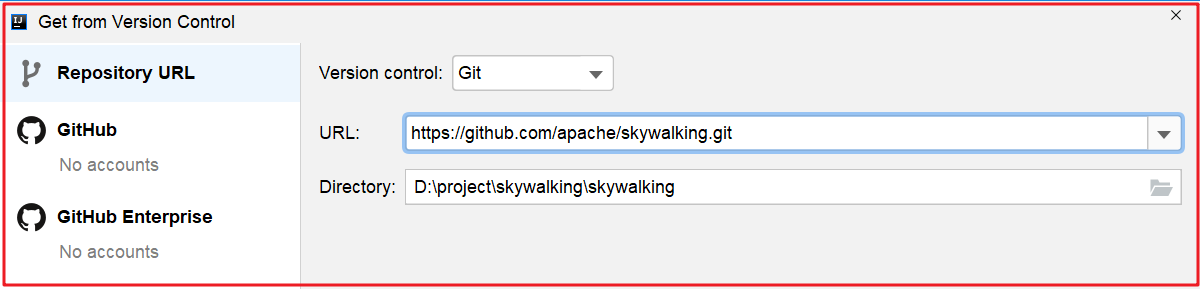 IJ Get from Version Control
Repository URL
Version control: Git
GitHub
No accounts
URL: https://github.com/apache/skywalking.git
Directory: D:\project\skywalking\skywalking
GitHub Enterprise
No accounts